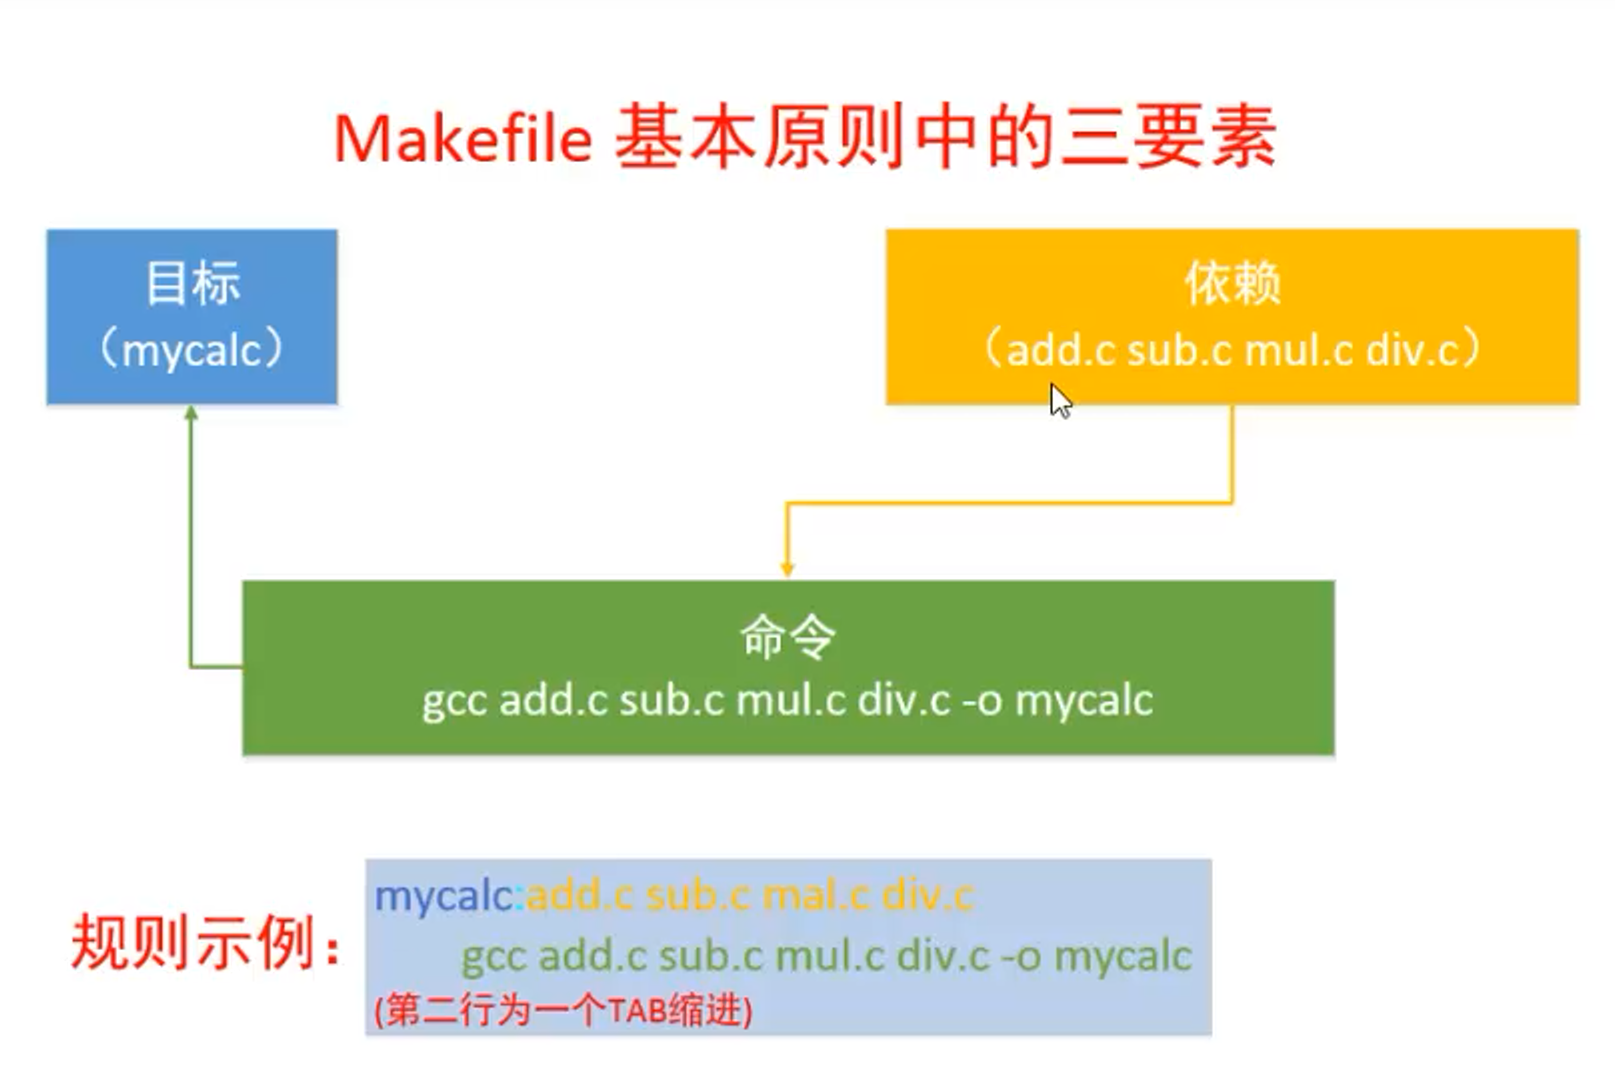 Makefile 基本原则中的三要素
目标
（mycalc）
依赖
（add.c sub.c mul.c div.c）
命令
gcc add.c sub.c mul.c div.c -o mycalc
规则示例：
mycalc:add.c sub.c mal.c div.c
gcc add.c sub.c mul.c div.c -o mycalc
(第二行为一个TAB缩进)